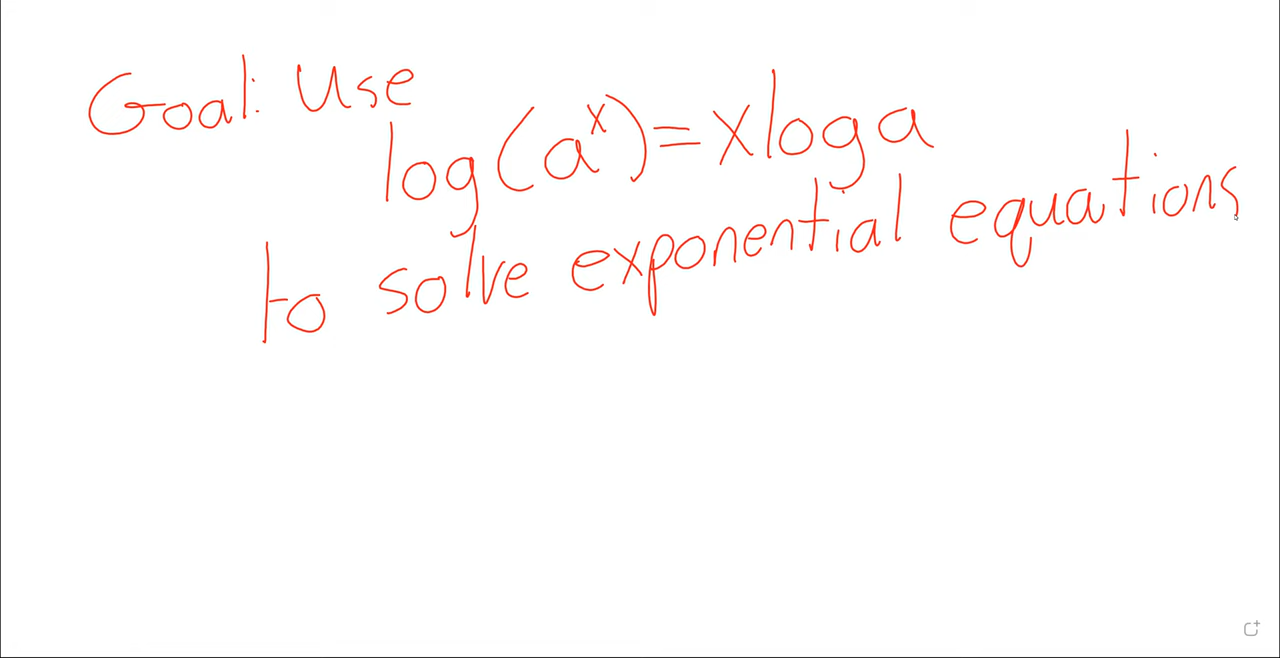 Goal: Use
log(a^x) = x log a
to solve exponential equations